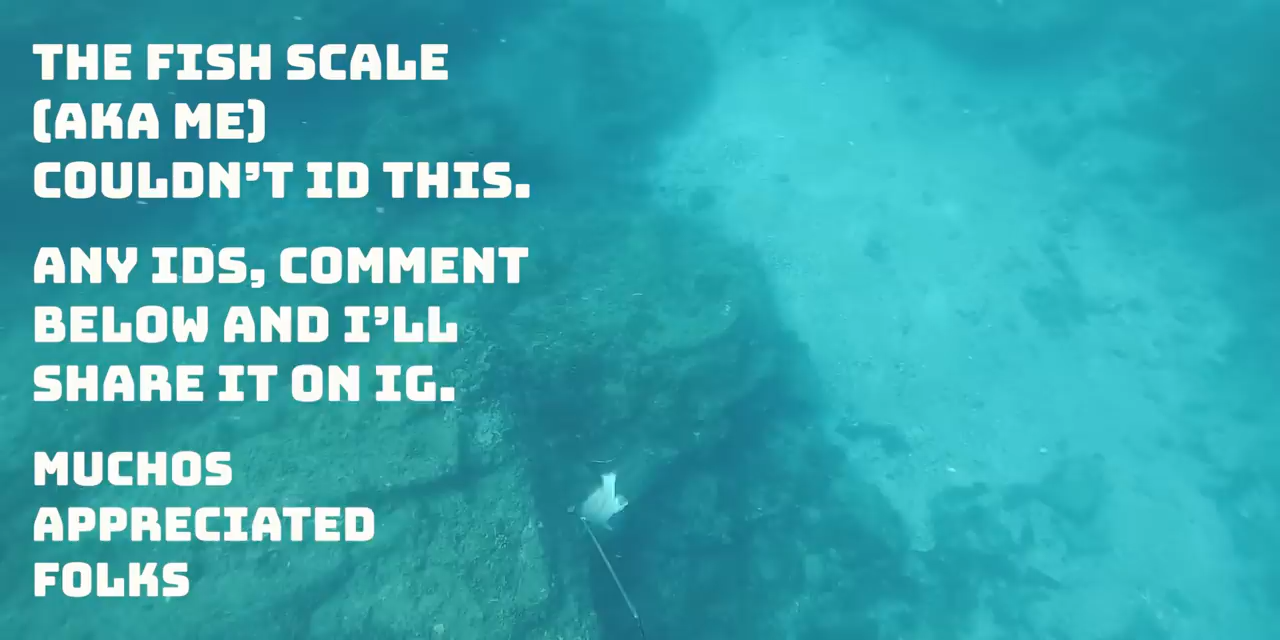 THE FISH SCALE
(AKA ME)
COULDN'T ID THIS.
ANY IDS, COMMENT
BELOW AND I'LL
SHARE IT ON IG.
MUCHOS
APPRECIATED
FOLKS